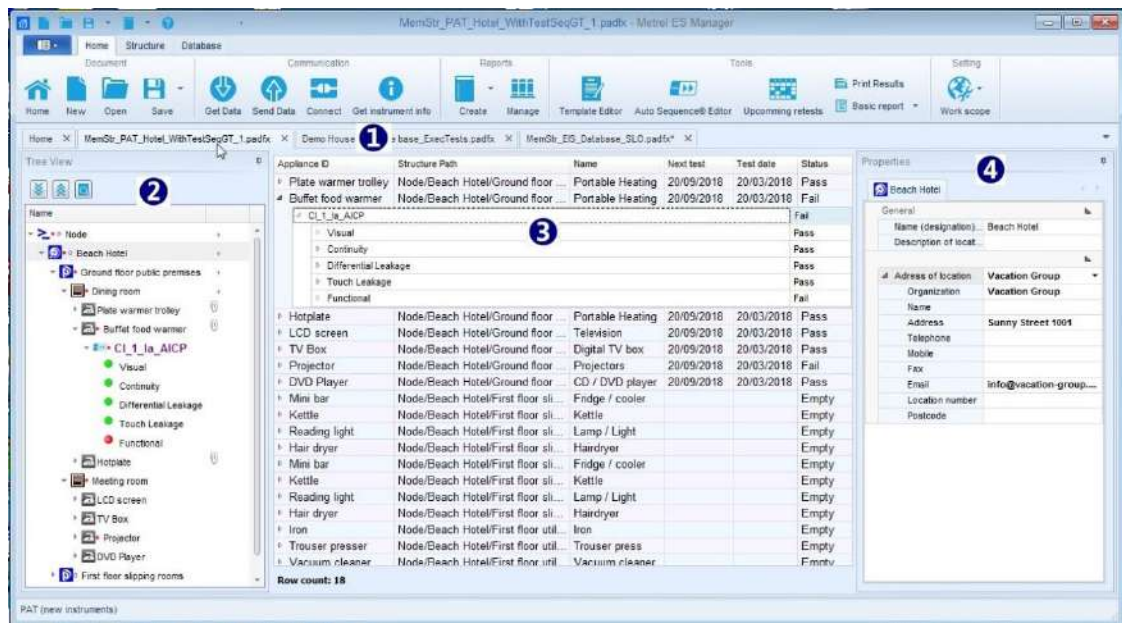 MemStr_PAT_Hotel_WithTestSeqGT_1.padfx - Metrel ES Manager
Home Structure Database
Document Communication Reports Tools Setting
Home New Open Save Get Data Send Data Connect Get instrument info Create Manage Template Editor Auto Sequence® Editor Upcoming retests Print Results Basic report Work scope
Home MemStr_PAT_Hotel_WithTestSeqGT_1.padfx Demo House base_ExecTests.padfx MemStr_EIS_Database_SLO.padfx*
1
Tree View
2
Name
Node
Beach Hotel
Ground floor public premises
Dining room
Plate warmer trolley
Buffet food warmer
CI_1_Ia_AICP
Visual
Continuity
Differential Leakage
Touch Leakage
Functional
Hotplate
Meeting room
LCD screen
TV Box
Projector
DVD Player
First floor slipping rooms
Appliance ID Structure Path Name Next test Test date Status
Plate warmer trolley Node/Beach Hotel/Ground floor ... Portable Heating 20/09/2018 20/03/2018 Pass
Buffet food warmer Node/Beach Hotel/Ground floor ... Portable Heating 20/09/2018 20/03/2018 Fail
CI_1_Ia_AICP Fail
3
Visual Pass
Continuity Pass
Differential Leakage Pass
Touch Leakage Pass
Functional Fail
Hotplate Node/Beach Hotel/Ground floor ... Portable Heating 20/09/2018 20/03/2018 Pass
LCD screen Node/Beach Hotel/Ground floor ... Television 20/09/2018 20/03/2018 Pass
TV Box Node/Beach Hotel/Ground floor ... Digital TV box 20/09/2018 20/03/2018 Pass
Projector Node/Beach Hotel/Ground floor ... Projectors 20/09/2018 20/03/2018 Fail
DVD Player Node/Beach Hotel/Ground floor ... CD / DVD player 20/09/2018 20/03/2018 Pass
Mini bar Node/Beach Hotel/First floor sli... Fridge / cooler Empty
Kettle Node/Beach Hotel/First floor sli... Kettle Empty
Reading light Node/Beach Hotel/First floor sli... Lamp / Light Empty
Hair dryer Node/Beach Hotel/First floor sli... Hairdryer Empty
Mini bar Node/Beach Hotel/First floor sli... Fridge / cooler Empty
Kettle Node/Beach Hotel/First floor sli... Kettle Empty
Reading light Node/Beach Hotel/First floor sli... Lamp / Light Empty
Hair dryer Node/Beach Hotel/First floor sli... Hairdryer Empty
Iron Node/Beach Hotel/First floor util... Iron Empty
Trouser presser Node/Beach Hotel/First floor util... Trouser press Empty
Vacuum cleaner Node/Beach Hotel/First floor util... Vacuum cleaner Empty
Row count: 18
Properties
4
Beach Hotel
General
Name (designation)... Beach Hotel
Description of locat...
Adress of location Vacation Group
Organization Vacation Group
Name
Address Sunny Street 1001
Telephone
Mobile
Fax
Email info@vacation-group....
Location number
Postcode
PAT (new instruments)